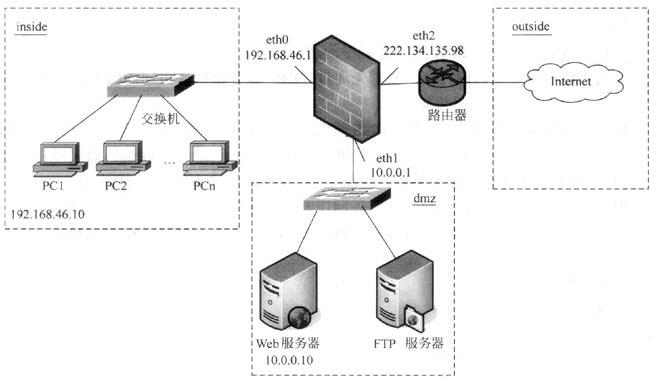 inside
eth0
192.168.46.1
eth2
222.134.135.98
outside
Internet
路由器
交换机
PC1
PC2
...
PCn
192.168.46.10
eth1
10.0.0.1
dmz
Web 服务器
10.0.0.10
FTP 服务器